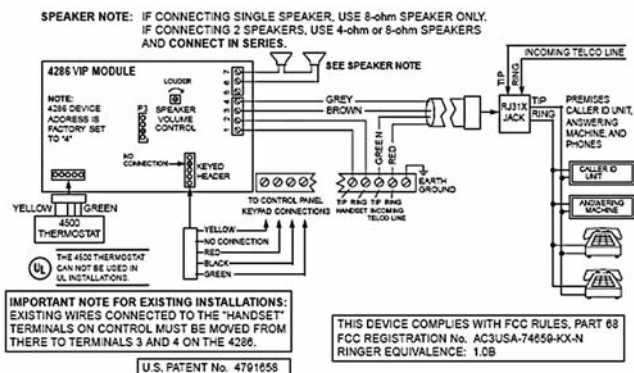 SPEAKER NOTE: IF CONNECTING SINGLE SPEAKER, USE 8-ohm SPEAKER ONLY.
IF CONNECTING 2 SPEAKERS, USE 4-ohm or 8-ohm SPEAKERS
AND CONNECT IN SERIES.
4286 VIP MODULE
NOTE:
4286 DEVICE
ADDRESS IS
FACTORY SET
TO "4"
LOUDER
P3
SPEAKER
VOLUME
CONTROL
NO
CONNECTION
KEYED
HEADER
7
6
5
4
3
2
1
SEE SPEAKER NOTE
GREY
BROWN
GREEN
RED
INCOMING TELCO LINE
TIP
RING
RJ31X
JACK
TIP
RING
PREMISES
CALLER ID UNIT,
ANSWERING
MACHINE, AND
PHONES
CALLER ID
UNIT
ANSWERING
MACHINE
EARTH
GROUND
TIP RING TIP RING
HANDSET INCOMING
TELCO LINE
TO CONTROL PANEL
KEYPAD CONNECTIONS
YELLOW
NO CONNECTION
RED
BLACK
GREEN
YELLOW GREEN
4500
THERMOSTAT
UL
THE 4500 THERMOSTAT
CAN NOT BE USED IN
UL INSTALLATIONS.
IMPORTANT NOTE FOR EXISTING INSTALLATIONS:
EXISTING WIRES CONNECTED TO THE "HANDSET"
TERMINALS ON CONTROL MUST BE MOVED FROM
THERE TO TERMINALS 3 AND 4 ON THE 4286.
THIS DEVICE COMPLIES WITH FCC RULES, PART 68
FCC REGISTRATION No. AC3USA-74659-KX-N
RINGER EQUIVALENCE: 1.0B
U.S. PATENT No. 4791658